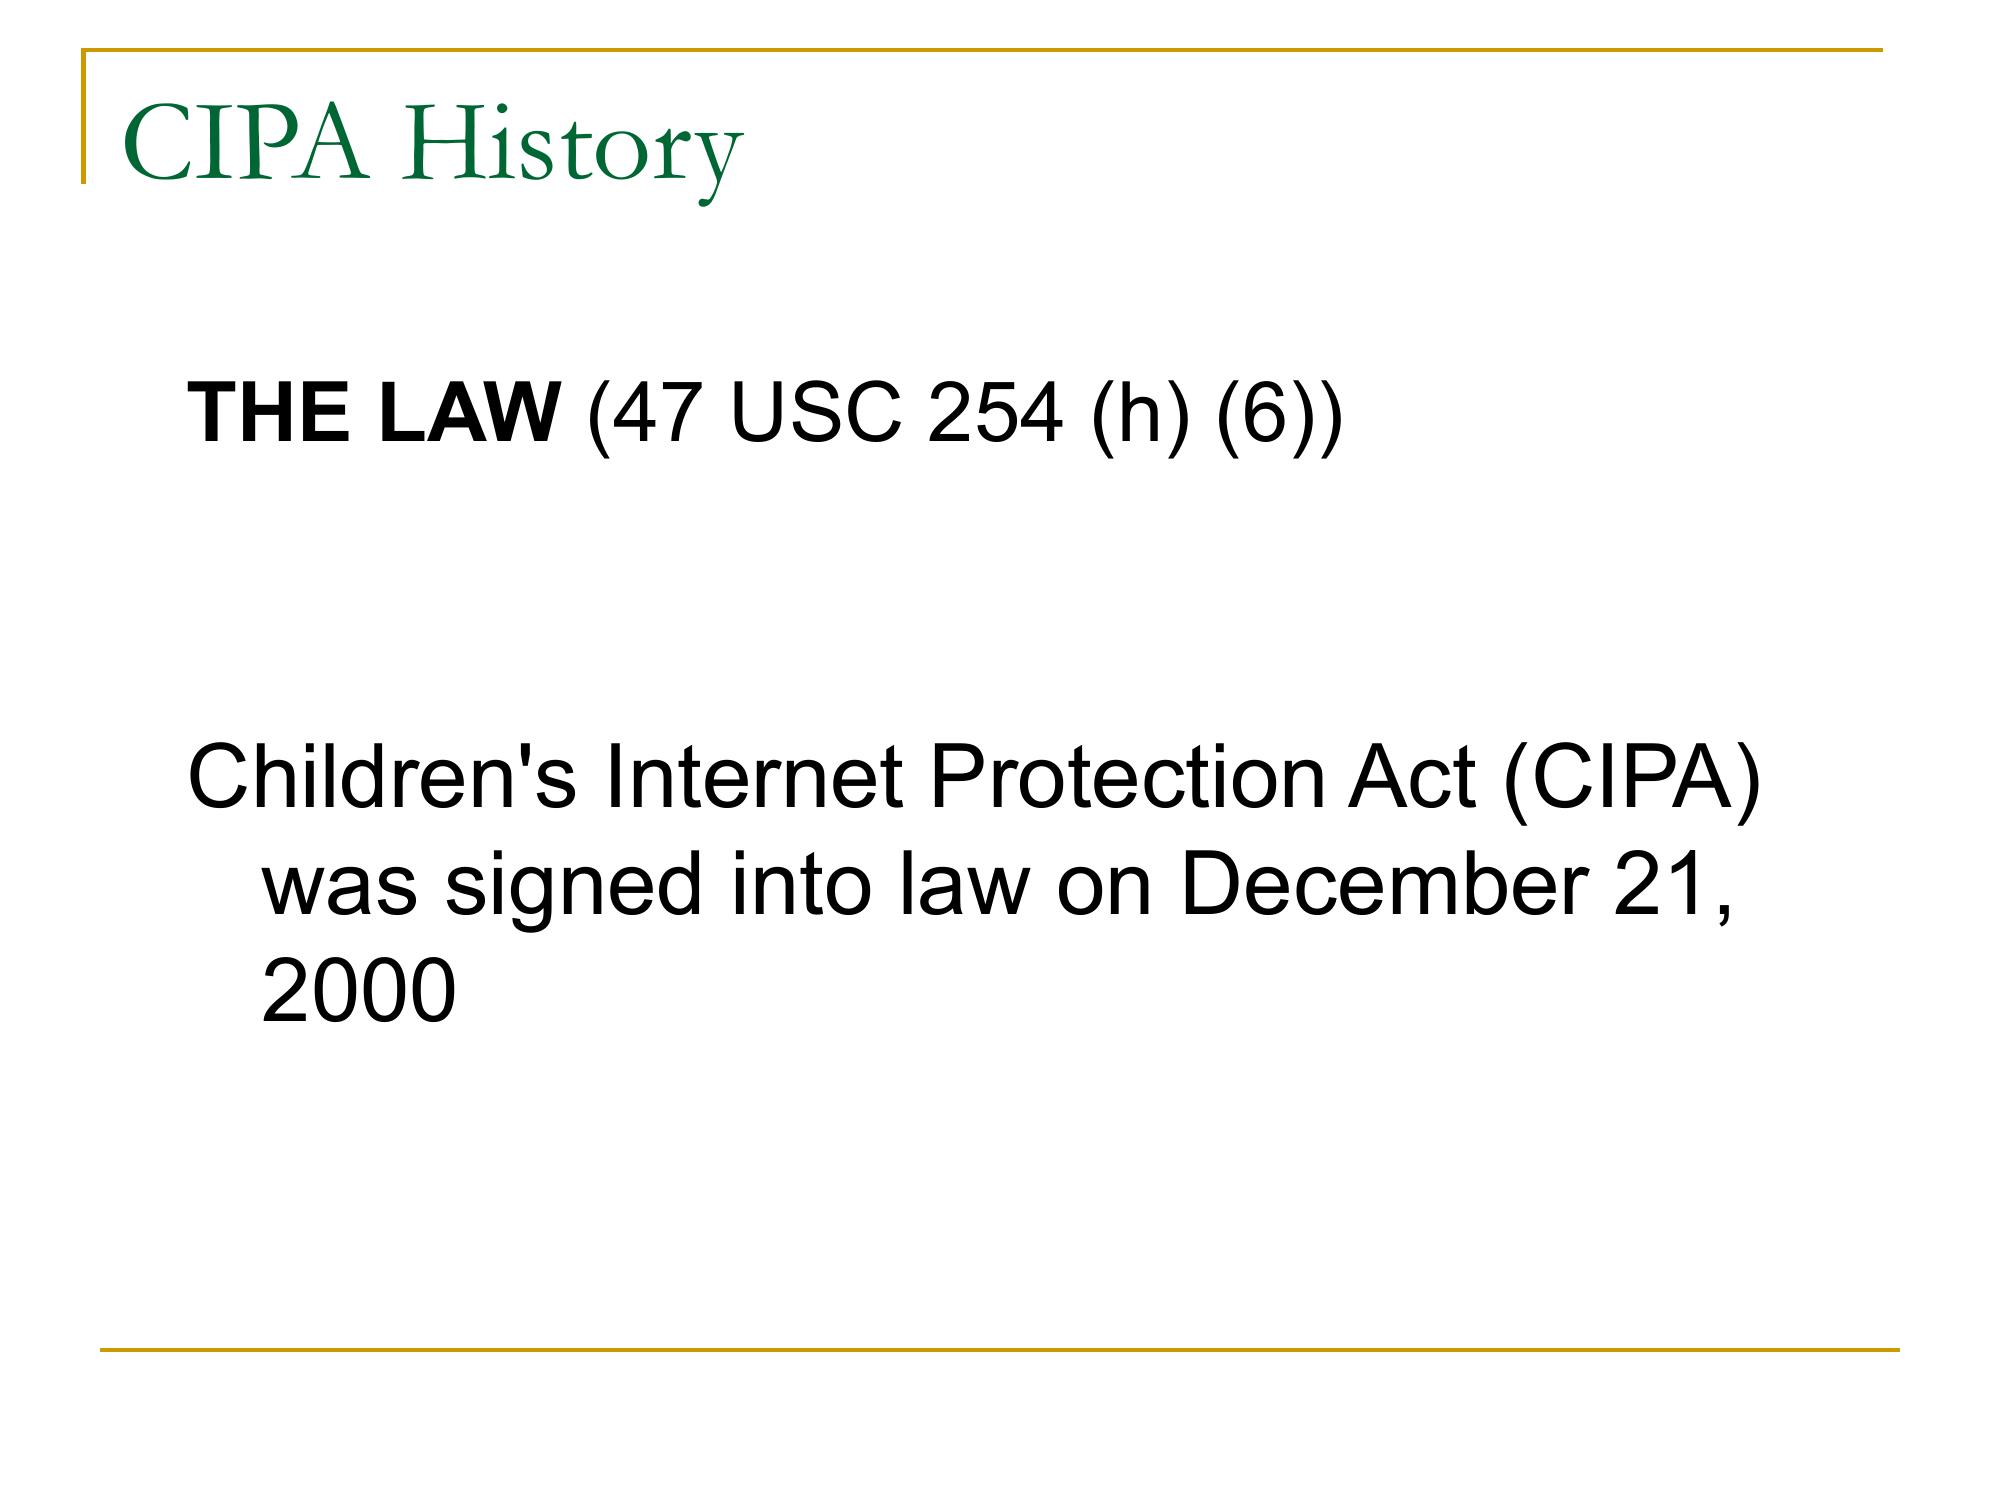 CIPA History
THE LAW (47 USC 254 (h) (6))
Children's Internet Protection Act (CIPA)
was signed into law on December 21,
2000